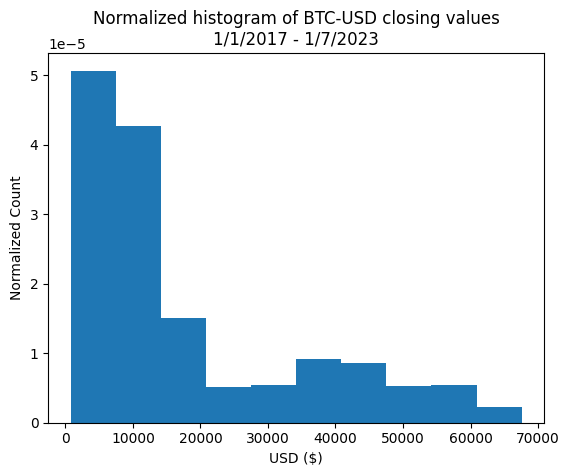 Normalized histogram of BTC-USD closing values
1/1/2017 - 1/7/2023
1e−5
5
4
3
2
1
0
Normalized Count
0 10000 20000 30000 40000 50000 60000 70000
USD ($)